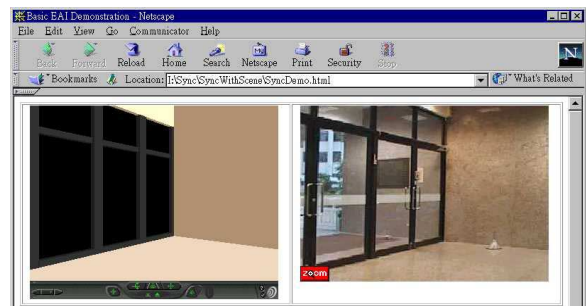 Basic EAI Demonstration - Netscape
File Edit View Go Communicator Help
Back Forward Reload Home Search Netscape Print Security Stop
Bookmarks Location: I:\Sync\SyncWithScene\SyncDemo.html What's Related
N
zoom